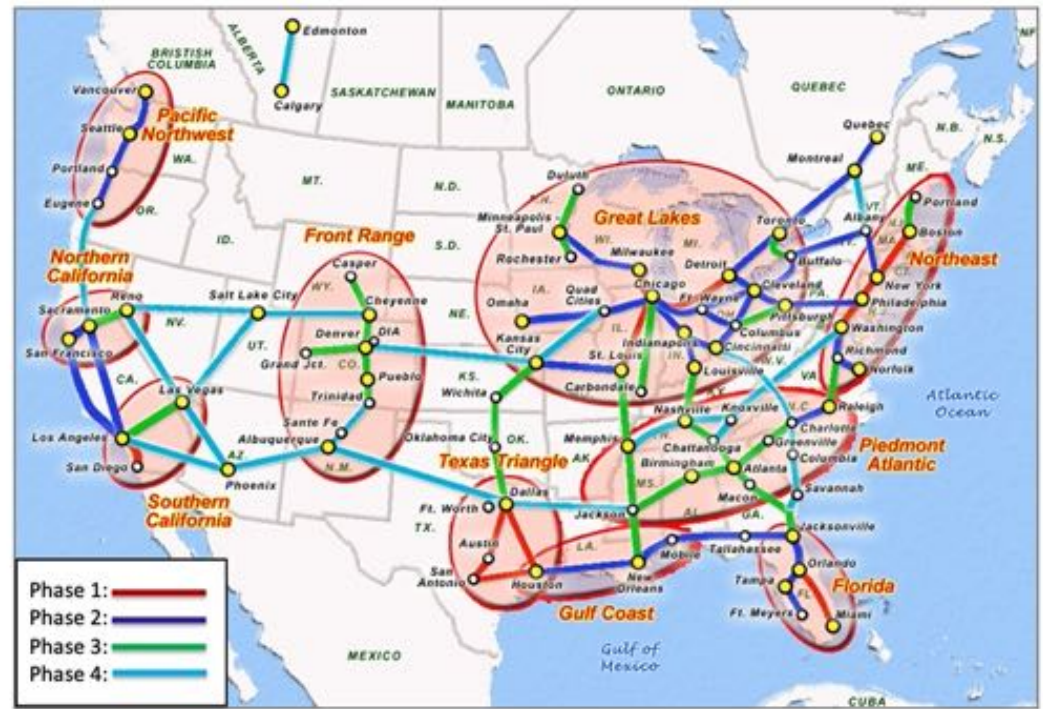 Edmonton
BRISTISH
COLUMBIA
ALBERTA
Calgary
SASKATCHEWAN
MANITOBA
ONTARIO
QUEBEC
NF
N.B.
N.S.
Vancouver
Seattle
Pacific
Northwest
Portland
WA.
Eugene
OR.
MT.
N.D.
ID.
S.D.
Quebec
Montreal
ME.
VT.
Albany
Portland
Boston
MA.
CT.
Northeast
New York
Philadelphia
Duluth
Minneapolis
St. Paul
Rochester
Great Lakes
WI.
MI.
Milwaukee
Toronto
Buffalo
Detroit
Cleveland
Pittsburgh
PA.
Northern
California
Front Range
Casper
WY.
Cheyenne
Reno
Salt Lake City
Sacramento
San Francisco
NV.
UT.
NE.
IA.
Omaha
Quad
Cities
Chicago
Ft. Wayne
OH.
Columbus
Indianapolis
Cincinnatti
IL.
IN.
W.V.
Washington
Richmond
Norfolk
VA
Denver
DIA
Grand Jct.
CO.
Pueblo
Trinidad
Kansas
City
KS.
St. Louis
Carbondale
Louisville
KY.
Wichita
CA.
Las Vegas
Los Angeles
San Diego
AZ
Phoenix
Southern
California
Sante Fe
Albuquerque
N.M.
Oklahoma City
OK.
Texas Triangle
AK
Memphis
Nashville
Knoxville
N.C.
Raleigh
Charlotte
Chattanooga
Greenville
Columbia
Birmingham
Atlanta
Piedmont
Atlantic
Atlantic
Ocean
MS.
Macon
Savannah
Dallas
Ft. Worth
TX.
Jackson
AL
GA.
Jacksonville
Austin
San
Antonio
Houston
LA.
New
Orleans
Mobile
Tallahassee
Gulf Coast
Orlando
Tampa
FL
Florida
Ft. Meyers
Miami
Gulf of
Mexico
MEXICO
CUBA
Phase 1:
Phase 2:
Phase 3:
Phase 4: